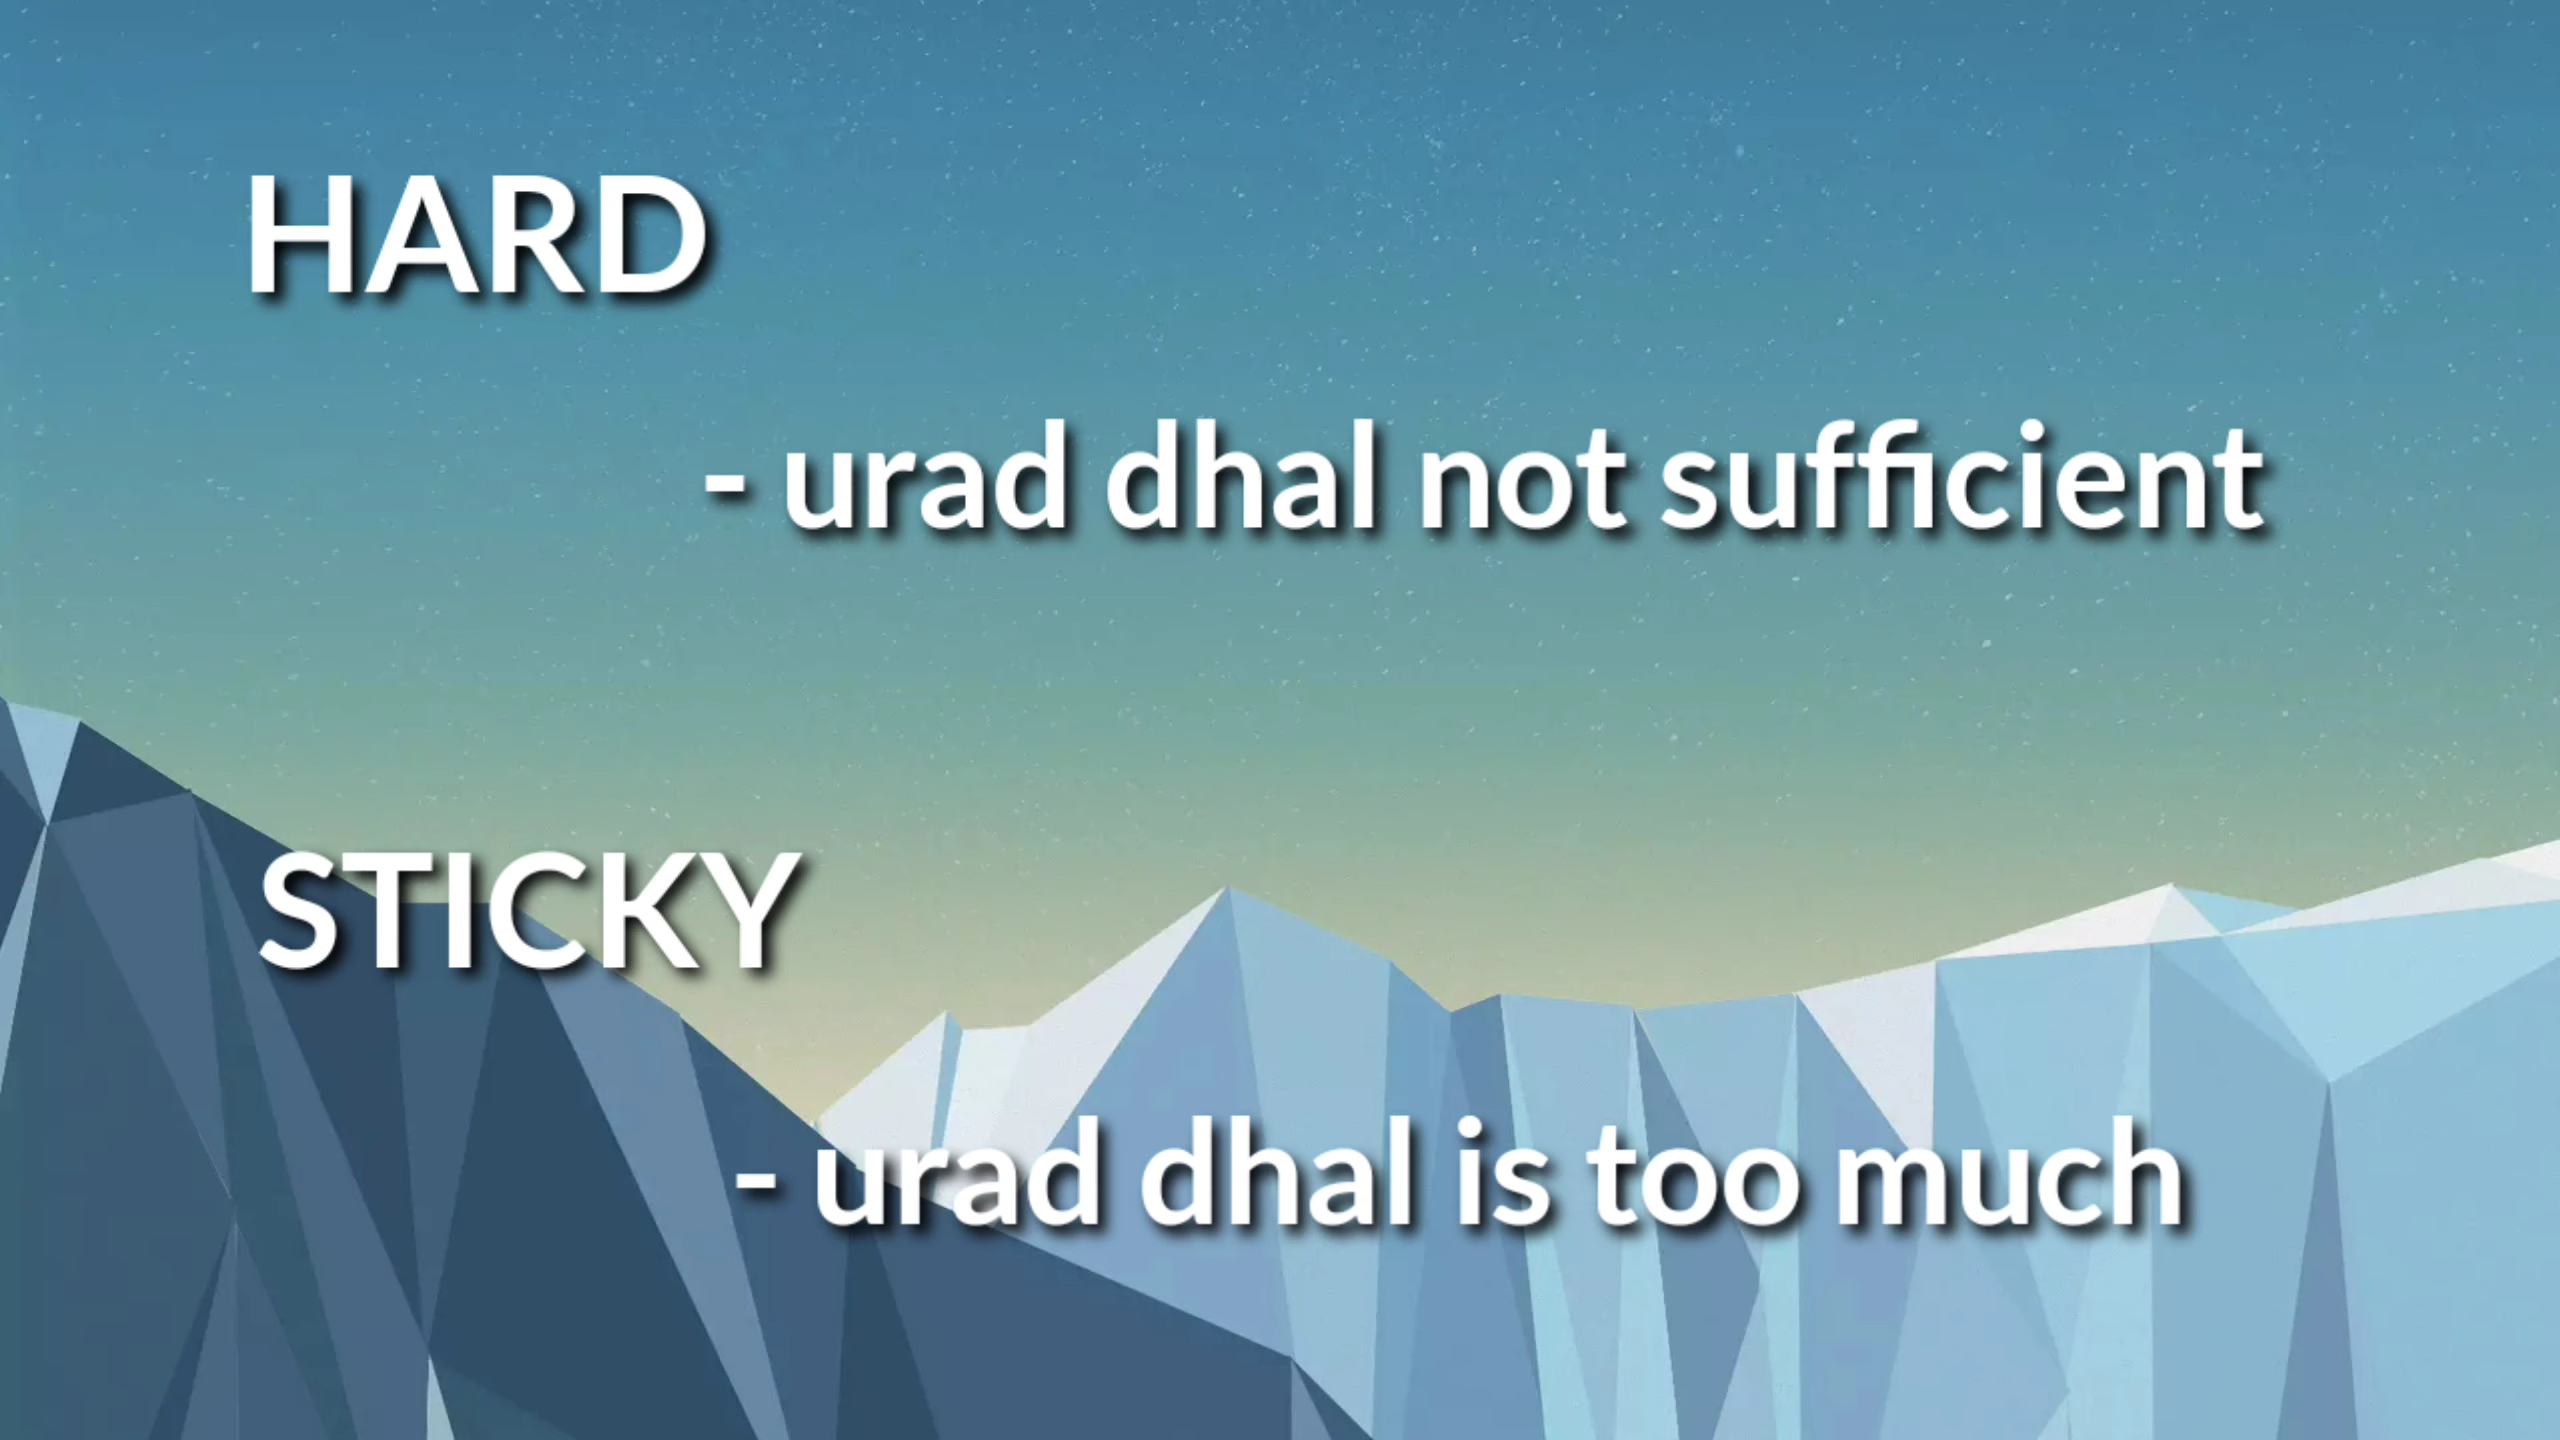 HARD
- urad dhal not sufficient
STICKY
- urad dhal is too much